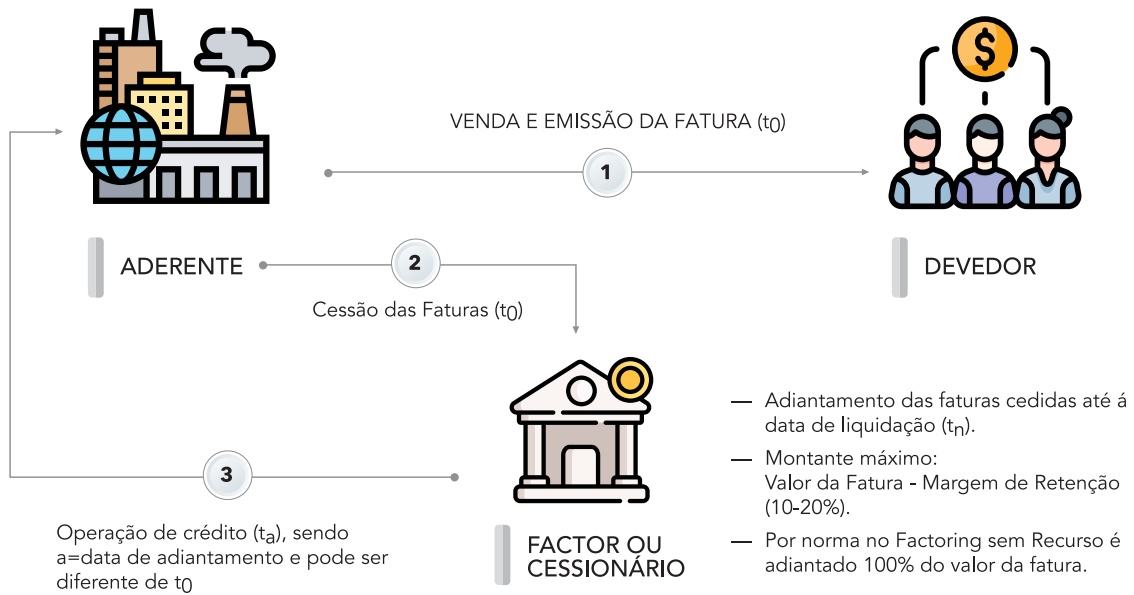 VENDA E EMISSÃO DA FATURA (t0)
1
ADERENTE
2
DEVEDOR
Cessão das Faturas (t0)
3
Operação de crédito (ta), sendo
a=data de adiantamento e pode ser
diferente de t0
FACTOR OU
CESSIONÁRIO
— Adiantamento das faturas cedidas até á
data de liquidação (tn).
— Montante máximo:
Valor da Fatura - Margem de Retenção
(10-20%).
— Por norma no Factoring sem Recurso é
adiantado 100% do valor da fatura.